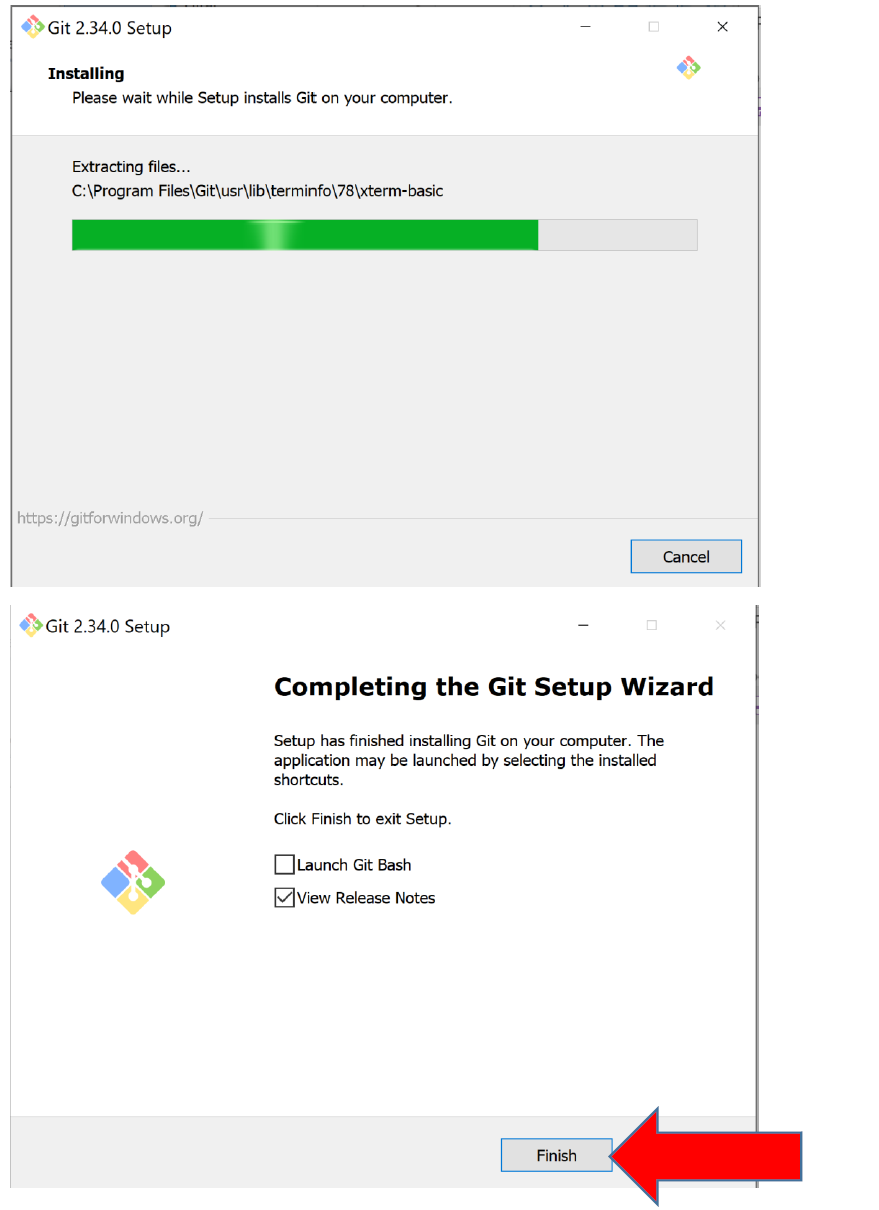 Git 2.34.0 Setup
Installing
Please wait while Setup installs Git on your computer.
Extracting files...
C:\Program Files\Git\usr\lib\terminfo\78\xterm-basic
https://gitforwindows.org/
Cancel
Git 2.34.0 Setup
Completing the Git Setup Wizard
Setup has finished installing Git on your computer. The
application may be launched by selecting the installed
shortcuts.
Click Finish to exit Setup.
Launch Git Bash
View Release Notes
Finish